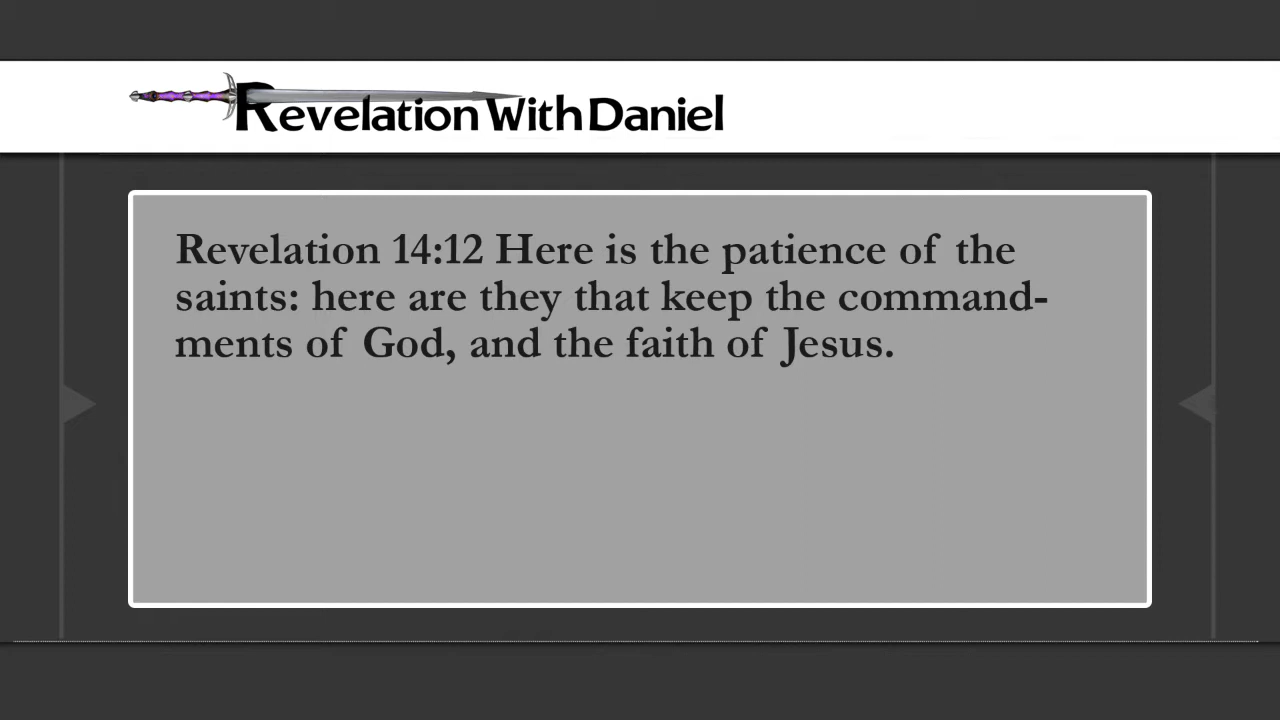 Revelation With Daniel
Revelation 14:12 Here is the patience of the
saints: here are they that keep the command-
ments of God, and the faith of Jesus.